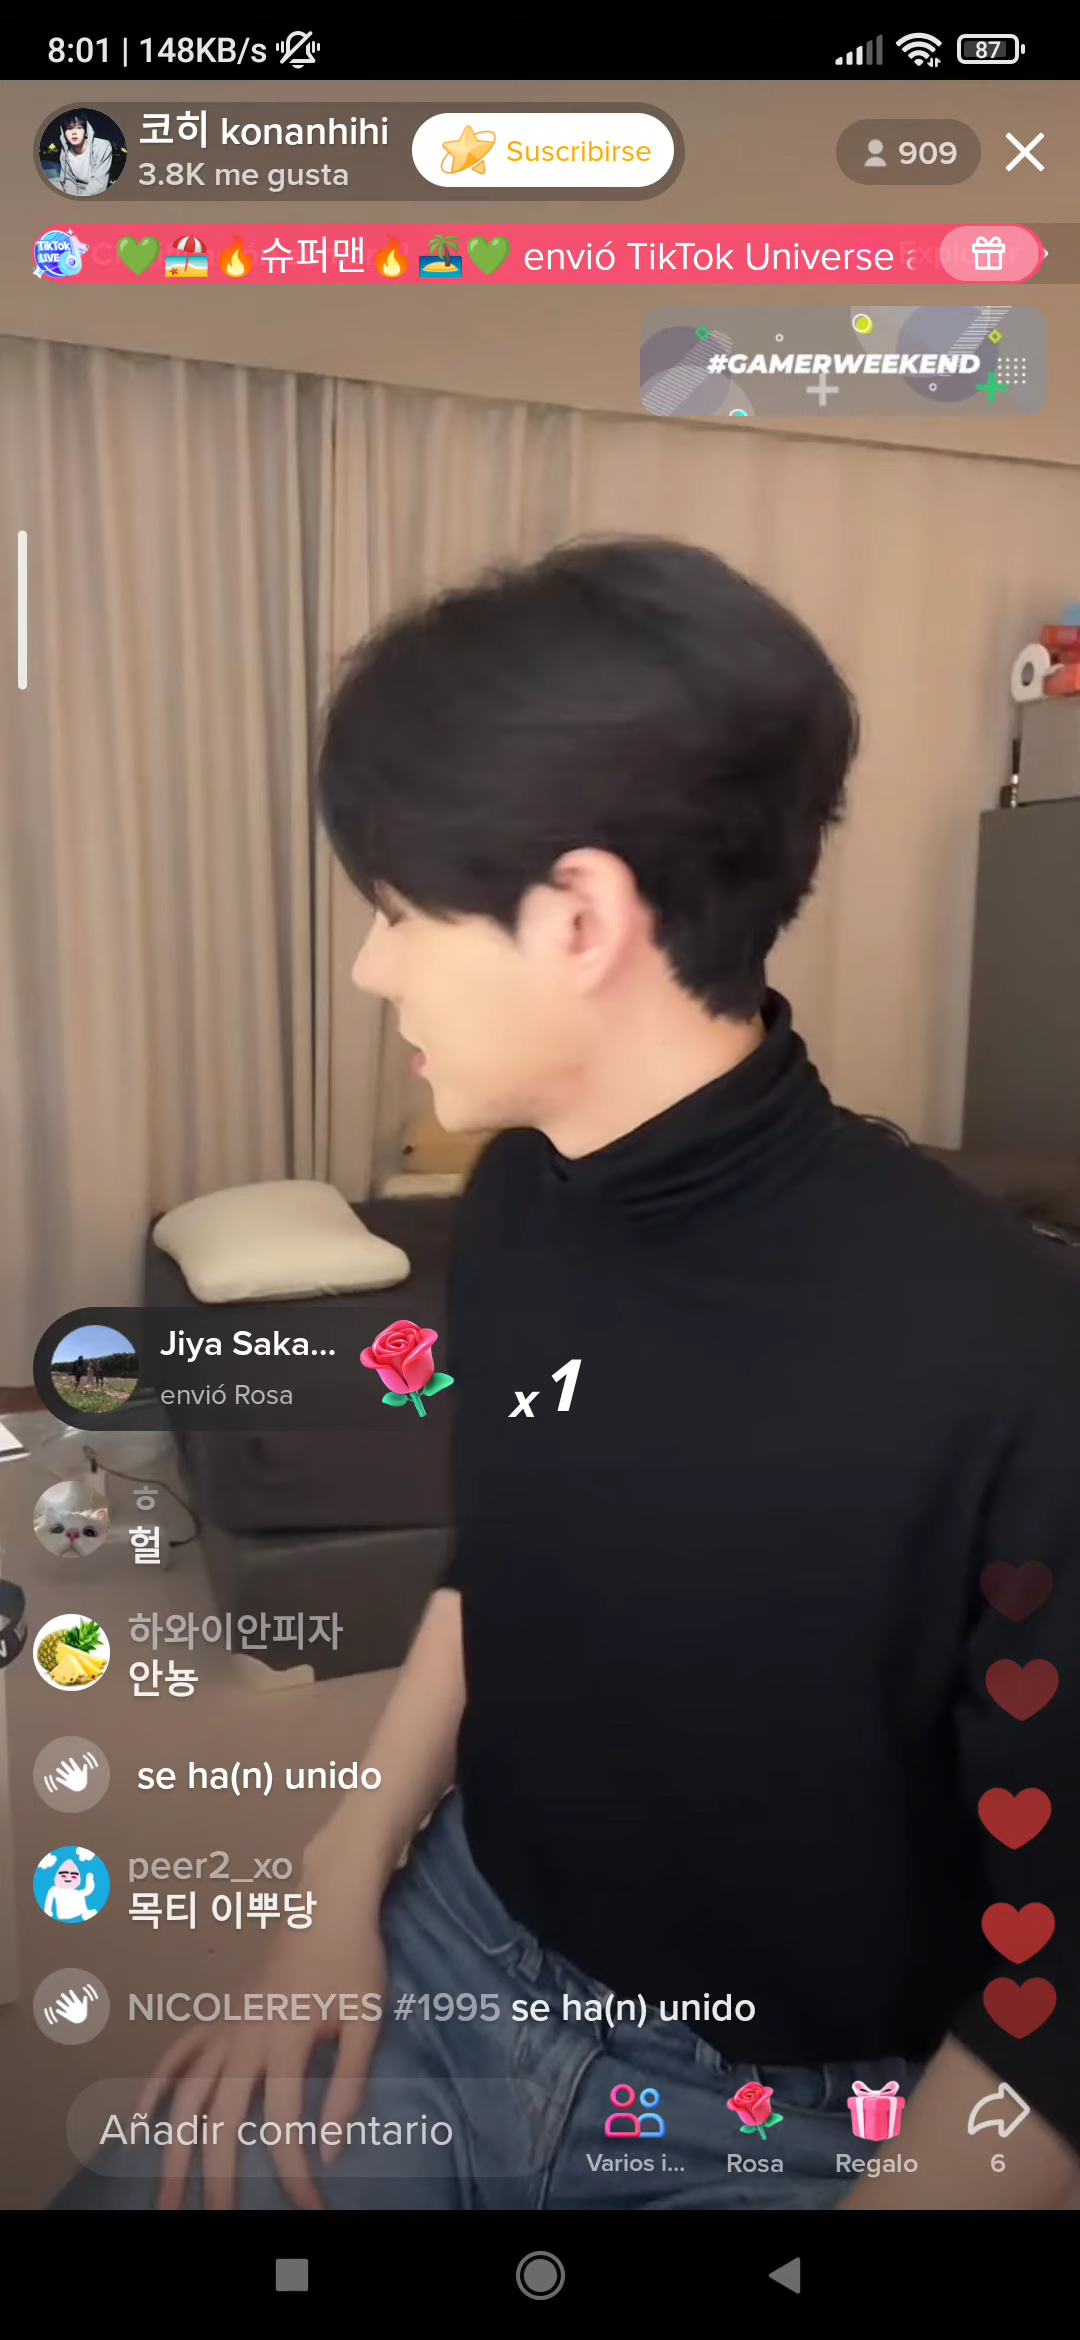 8:01 | 148KB/s
87
코히 konanhihi
3.8K me gusta
Suscribirse
909
TikTok LIVE
💚🏖️🔥슈퍼맨🔥🏝️💚 envió TikTok Universe a
#GAMERWEEKEND
Jiya Saka...
envió Rosa
x1
ㅎ
헐
하와이안피자
안뇽
se ha(n) unido
peer2_xo
목티 이뿌당
NICOLEREYES #1995 se ha(n) unido
Añadir comentario
Varios i...
Rosa
Regalo
6